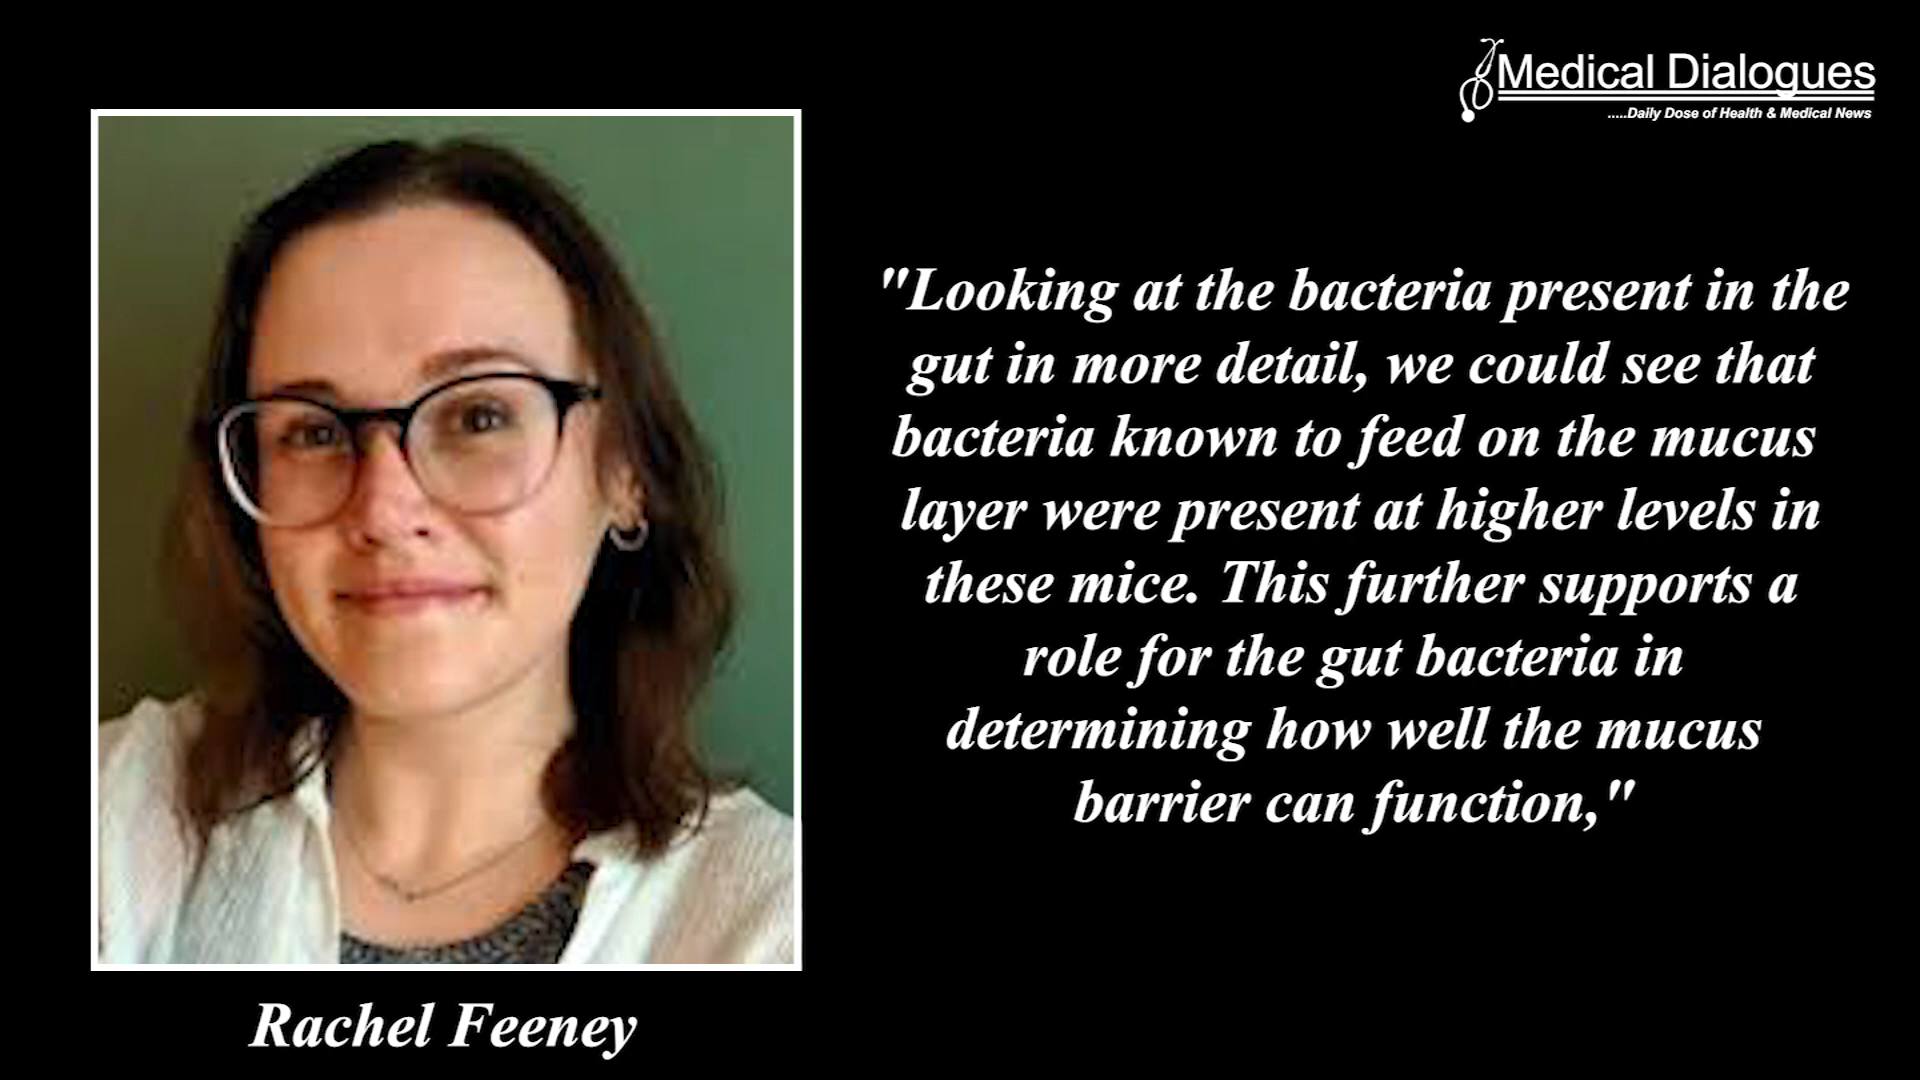 Medical Dialogues
.....Daily Dose of Health & Medical News
"Looking at the bacteria present in the
gut in more detail, we could see that
bacteria known to feed on the mucus
layer were present at higher levels in
these mice. This further supports a
role for the gut bacteria in
determining how well the mucus
barrier can function,"
Rachel Feeney